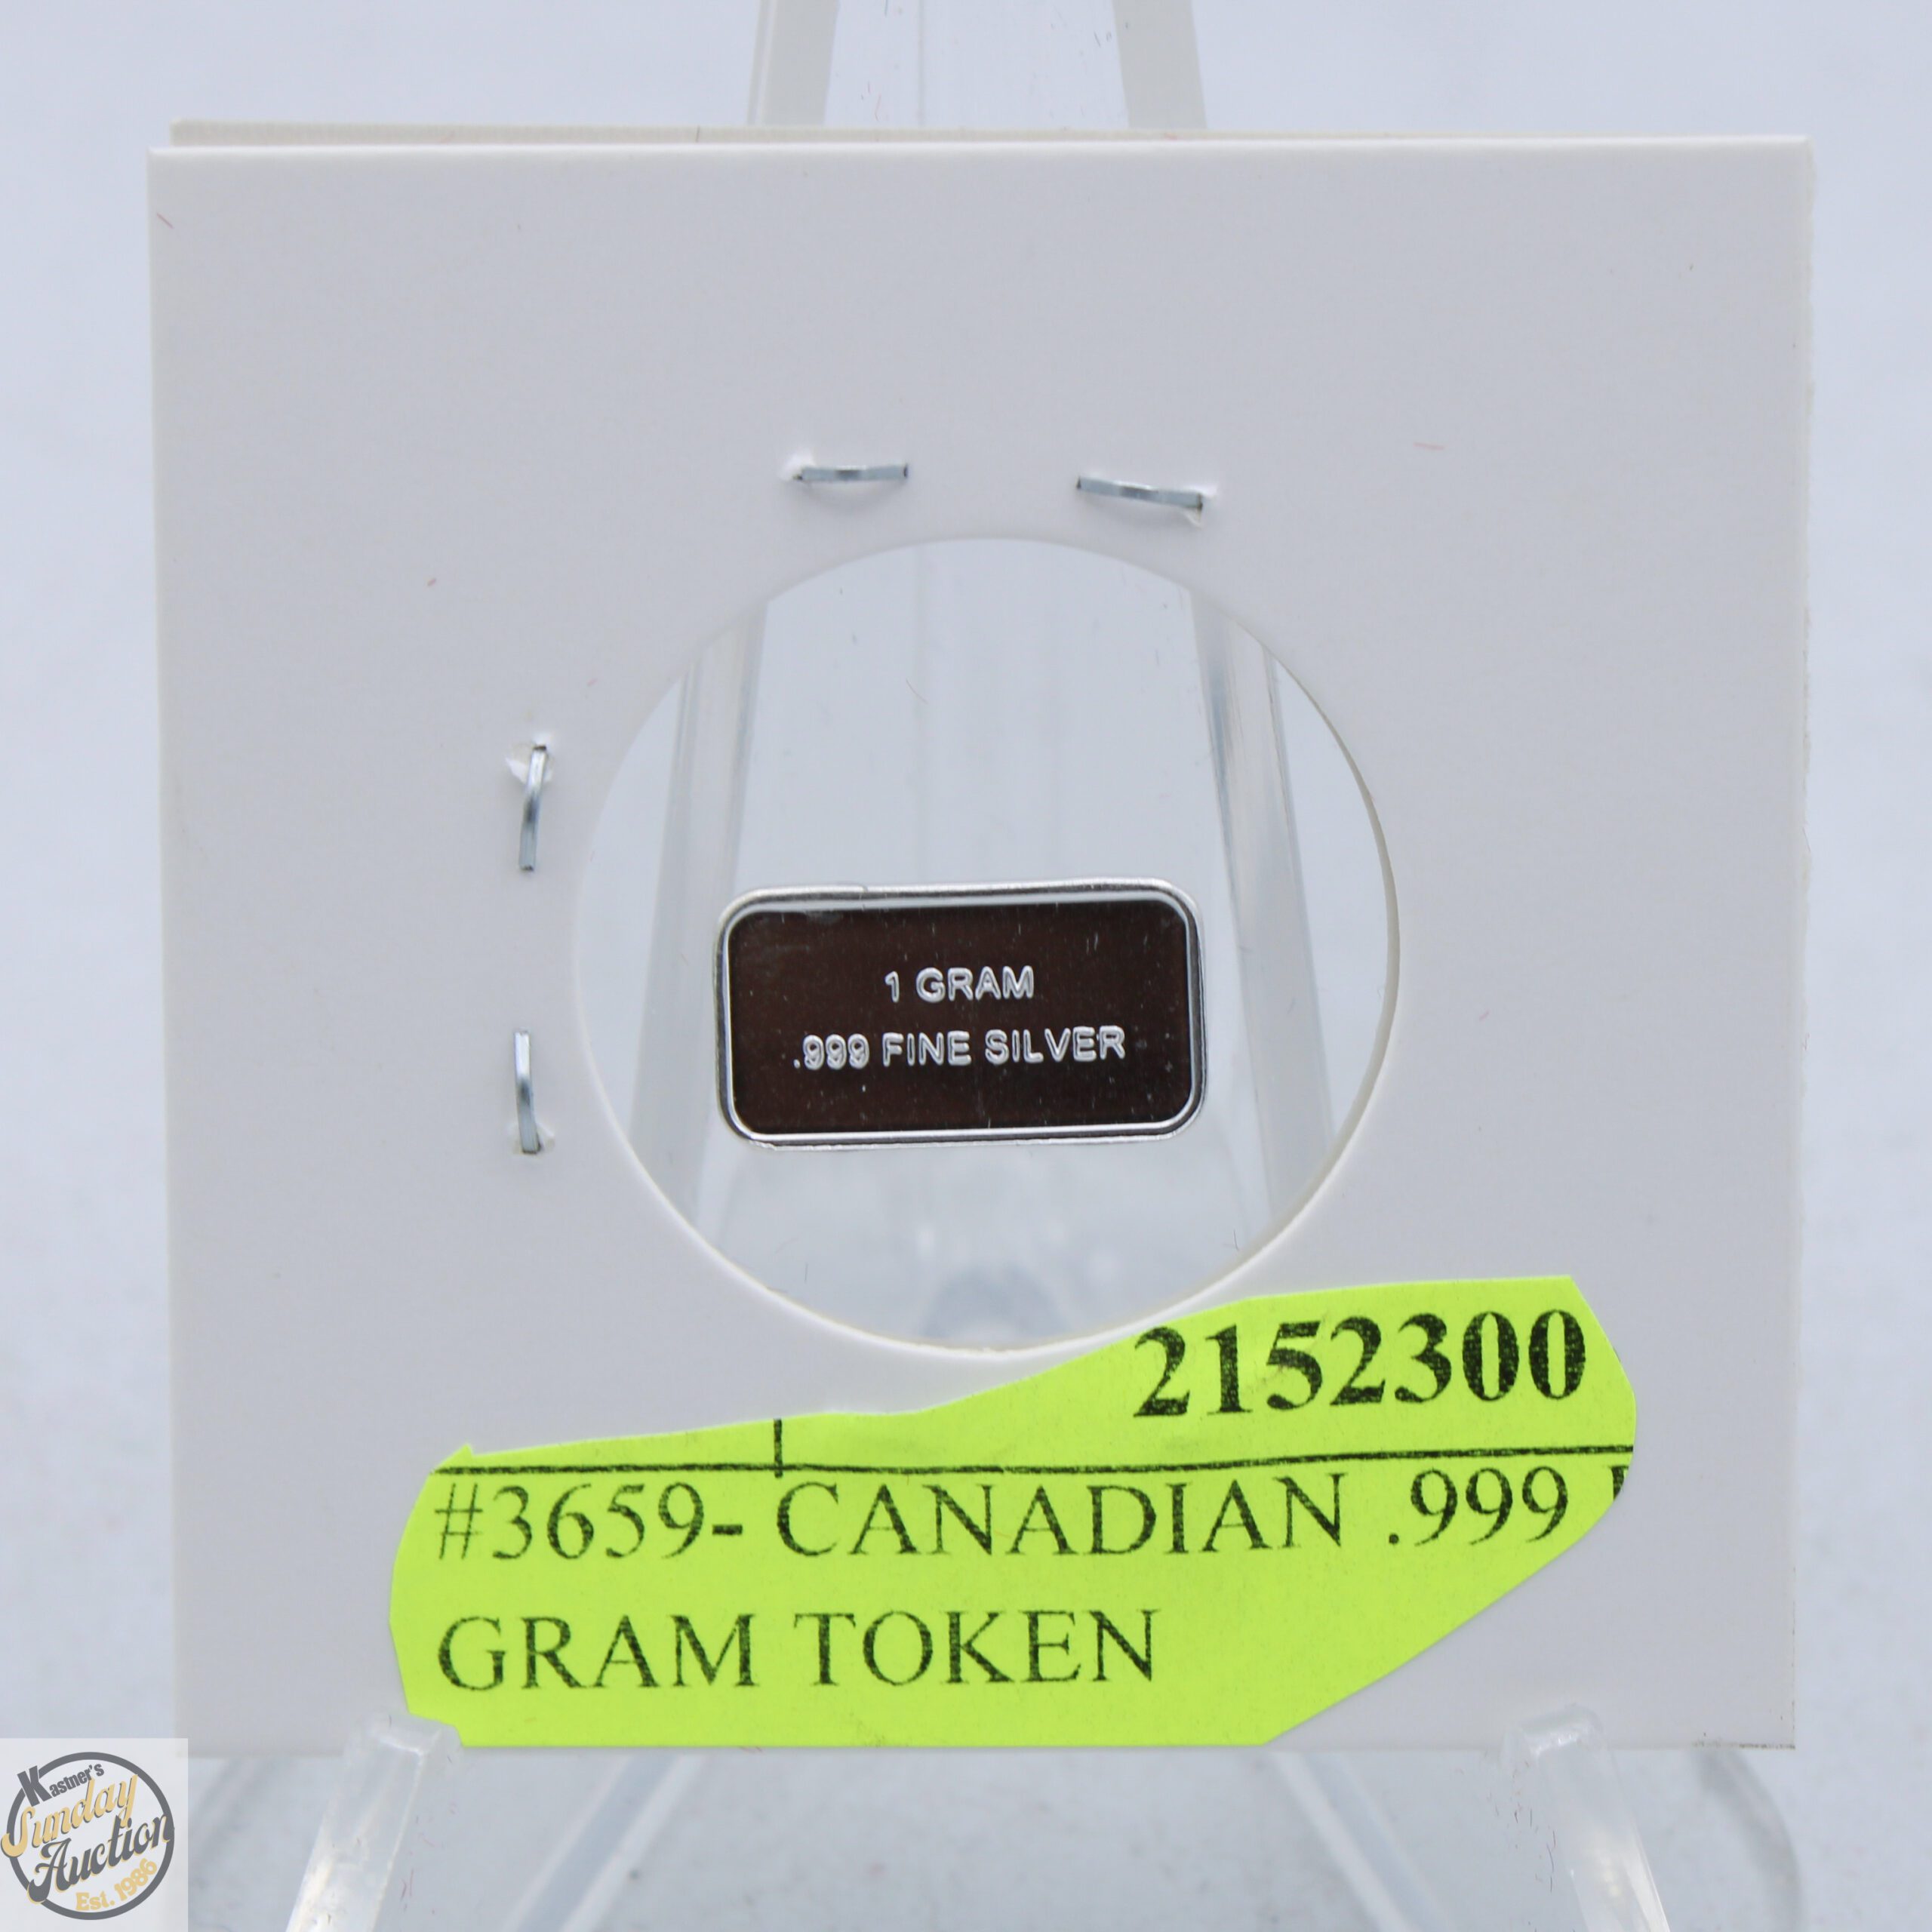 1 GRAM
.999 FINE SILVER
2152300
#3659- CANADIAN .999
GRAM TOKEN
Kastner's
Sunday
Auction
Est. 1986